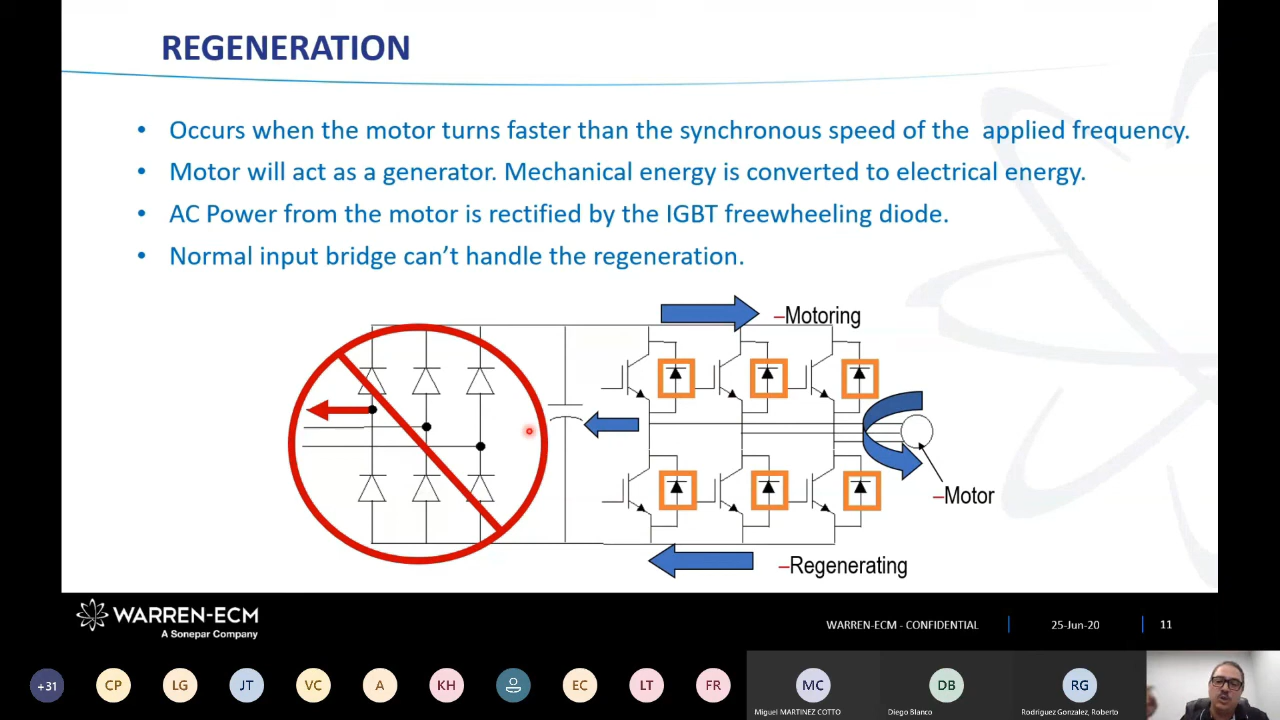 REGENERATION
• Occurs when the motor turns faster than the synchronous speed of the  applied frequency.
• Motor will act as a generator. Mechanical energy is converted to electrical energy.
• AC Power from the motor is rectified by the IGBT freewheeling diode.
• Normal input bridge can’t handle the regeneration.
–Motoring
–Motor
–Regenerating
WARREN-ECM
A Sonepar Company
WARREN-ECM - CONFIDENTIAL
25-Jun-20
11
+31
CP
LG
JT
VC
A
KH
EC
LT
FR
MC
DB
RG
Miguel MARTINEZ COTTO
Diego Blanco
Rodriguez Gonzalez, Roberto